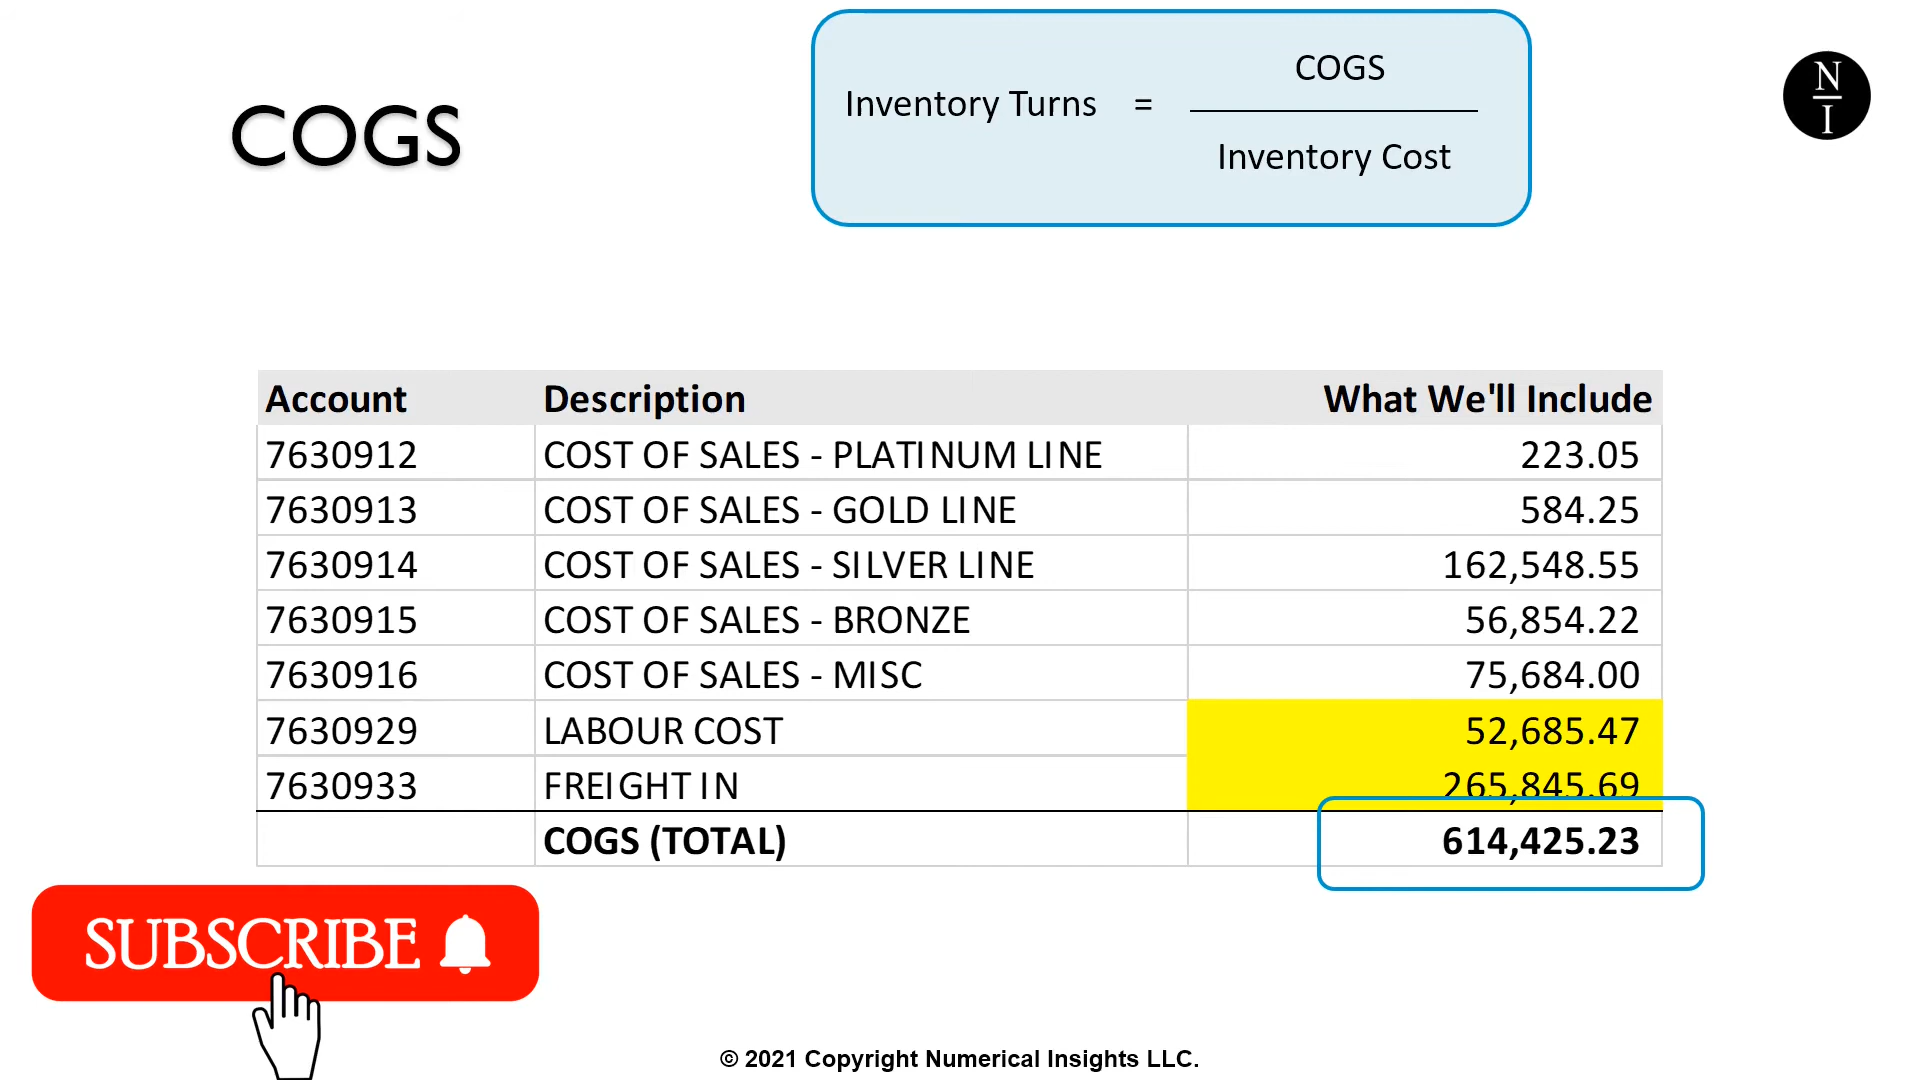 COGS
Inventory Turns = COGS
Inventory Cost
N
I
Account Description What We'll Include
7630912 COST OF SALES - PLATINUM LINE 223.05
7630913 COST OF SALES - GOLD LINE 584.25
7630914 COST OF SALES - SILVER LINE 162,548.55
7630915 COST OF SALES - BRONZE 56,854.22
7630916 COST OF SALES - MISC 75,684.00
7630929 LABOUR COST 52,685.47
7630933 FREIGHT IN 265,845.69
COGS (TOTAL) 614,425.23
SUBSCRIBE
© 2021 Copyright Numerical Insights LLC.